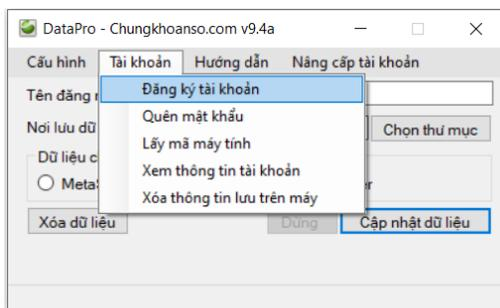 DataPro - Chungkhoanso.com v9.4a
Cấu hình Tài khoản Hướng dẫn Nâng cấp tài khoản
Đăng ký tài khoản
Quên mật khẩu
Lấy mã máy tính
Xem thông tin tài khoản
Xóa thông tin lưu trên máy
Tên đăng
Nơi lưu dữ
Chọn thư mục
Dữ liệu
Xóa dữ liệu Dừng Cập nhật dữ liệu